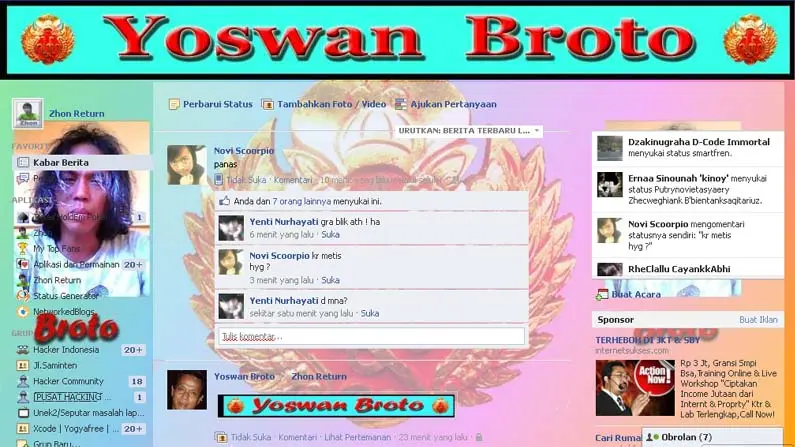 Yoswan Broto
Zhon Return
Zhon
FAVORIT
Kabar Berita
APLIKASI
1
My Top Fans
Aplikasi dan Permainan 20+
Zhon Return
Status Generator
NetworkedBlogs
Broto
GRUP
Hacker Indonesia 20+
Jl.Saminten
Hacker Community 18
[PUSAT HACKING] ... 1
Unek2/Seputar masalah lap...
Xcode | Yogyafree | ... 20+
Grup Baru...
Perbarui Status Tambahkan Foto / Video Ajukan Pertanyaan
URUTKAN: BERITA TERBARU L...
Novi Scoorpio
panas
Tidak Suka · Komentari · 10 menit yang lalu melalui seluler ·
Anda dan 7 orang lainnya menyukai ini.
Yenti Nurhayati gra blik ath ! ha
6 menit yang lalu · Suka
Novi Scoorpio kr metis
hyg ?
3 menit yang lalu · Suka
Yenti Nurhayati d mna?
sekitar satu menit yang lalu · Suka
Tulis komentar...
Yoswan Broto Zhon Return
Yoswan Broto
Tidak Suka · Komentari · Lihat Pertemanan · 23 menit yang lalu ·
Dzakinugraha D-Code Immortal
menyukai status smartfren.
Ernaa Sinounah 'kinoy' menyukai
status Putrynovietasyaery
Zhecweghiank B'bientanksaqitariuz.
Novi Scoorpio mengomentari
statusnya sendiri: "kr metis
hyg ?"
RheClallu CayankkAbhi
Buat Acara
Sponsor Buat Iklan
TERHEBOH DI JKT & SBY
internetsukses.com
Action
Now!
Rp 3 Jt, Gransi Smpi
Bsa,Training Online & Live
Workshop "Ciptakan
Income Jutaan dari
Internt & Proprty" Ktr &
Lab Terlengkap,Call Now!
Cari Ruma
Obrolan (7)